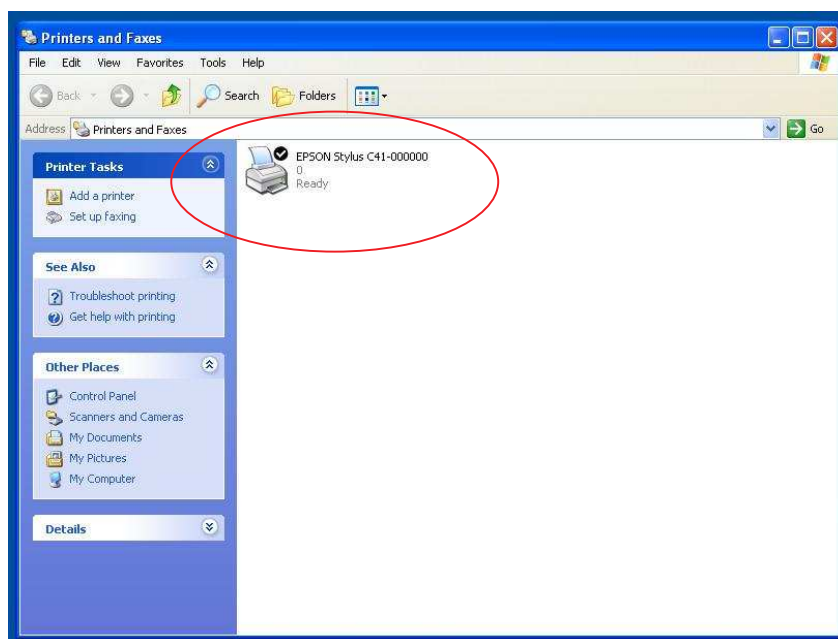 Printers and Faxes
File Edit View Favorites Tools Help
Back Search Folders
Address Printers and Faxes Go
Printer Tasks
Add a printer
Set up faxing
See Also
Troubleshoot printing
Get help with printing
Other Places
Control Panel
Scanners and Cameras
My Documents
My Pictures
My Computer
Details
EPSON Stylus C41-000000
0
Ready